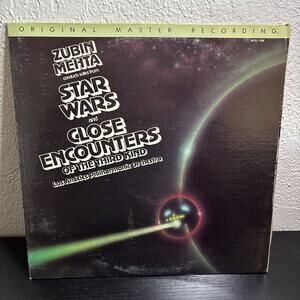 ORIGINAL MASTER RECORDING
ZUBIN
MEHTA
conducts suites from
STAR
WARS
and
CLOSE
ENCOUNTERS
OF THE THIRD KIND
Los Angeles Philharmonic Orchestra